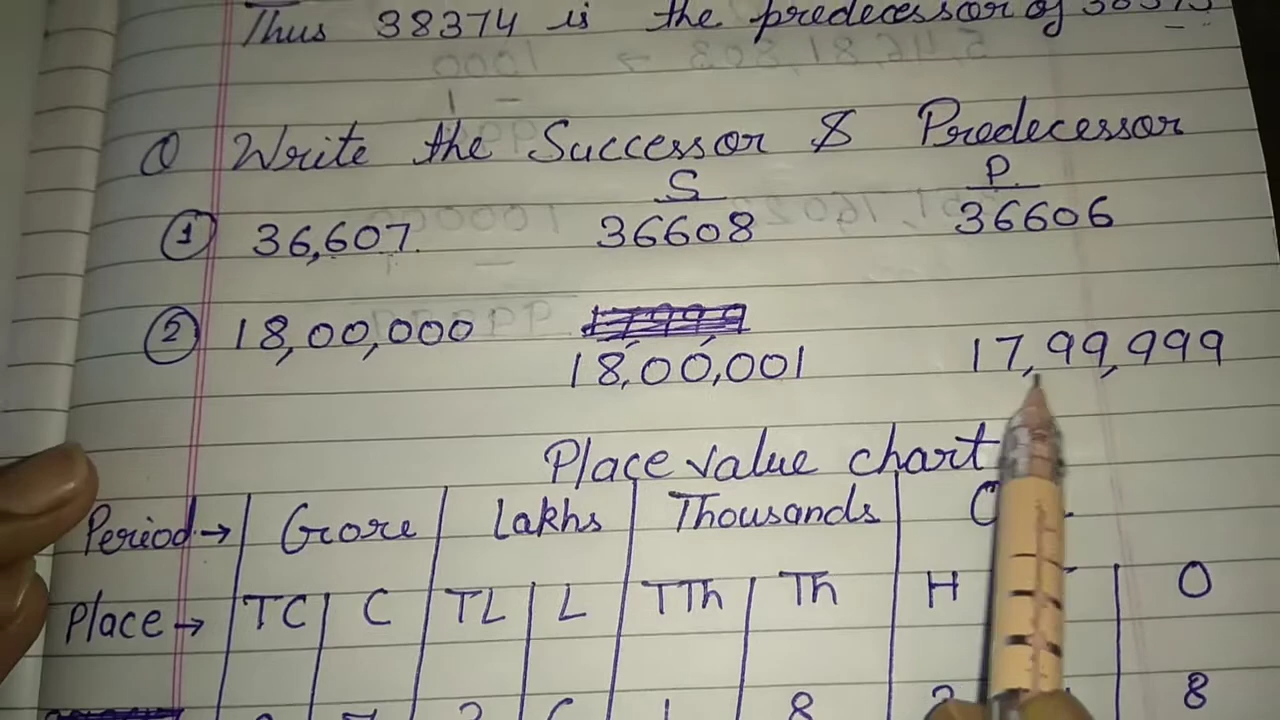 Thus 38374 is the predecessor of 38375
Q Write the Successor & Predecessor
S P
① 36,607 36608 36606
② 18,00,000
18,00,001 17,99,999
Place value chart
Period→ Crore Lakhs Thousands
Place → TC C TL L TTh Th H O
8 8